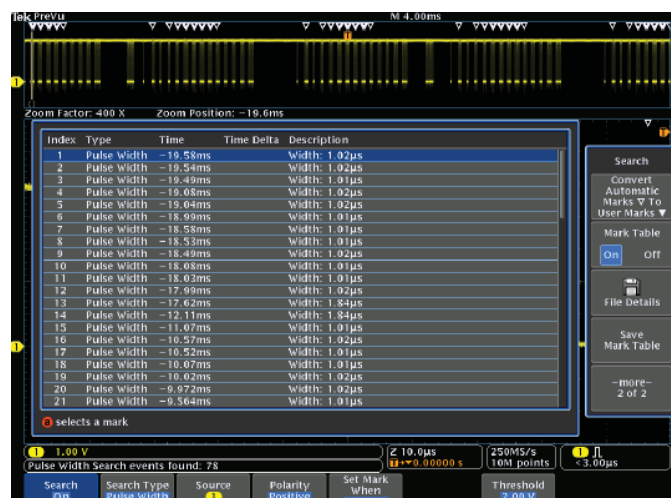 Tek PreVu M 4.00ms
1
Zoom Factor: 400 X Zoom Position: −19.6ms
Index Type Time Time Delta Description
1 Pulse Width −19.58ms Width: 1.02µs
2 Pulse Width −19.54ms Width: 1.02µs
3 Pulse Width −19.49ms Width: 1.01µs
4 Pulse Width −19.08ms Width: 1.02µs
5 Pulse Width −19.04ms Width: 1.02µs
6 Pulse Width −18.99ms Width: 1.01µs
7 Pulse Width −18.58ms Width: 1.01µs
8 Pulse Width −18.53ms Width: 1.01µs
9 Pulse Width −18.49ms Width: 1.02µs
10 Pulse Width −18.08ms Width: 1.01µs
11 Pulse Width −18.03ms Width: 1.01µs
12 Pulse Width −17.99ms Width: 1.02µs
13 Pulse Width −17.62ms Width: 1.84µs
14 Pulse Width −12.11ms Width: 1.84µs
15 Pulse Width −11.07ms Width: 1.01µs
16 Pulse Width −10.57ms Width: 1.02µs
17 Pulse Width −10.52ms Width: 1.01µs
18 Pulse Width −10.07ms Width: 1.01µs
19 Pulse Width −10.02ms Width: 1.02µs
20 Pulse Width −9.972ms Width: 1.02µs
21 Pulse Width −9.564ms Width: 1.01µs
a selects a mark
Search
Convert
Automatic
Marks ▽ To
User Marks ▼
Mark Table
On Off
File Details
Save
Mark Table
−more−
2 of 2
1
1 1.00 V
Z 10.0µs
T→▼0.00000 s
250MS/s
10M points
1
<3.00µs
Pulse Width Search events found: 78
Search
On
Search Type
Pulse Width
Source
1
Polarity
Positive
Set Mark
When
Threshold
2.00 V